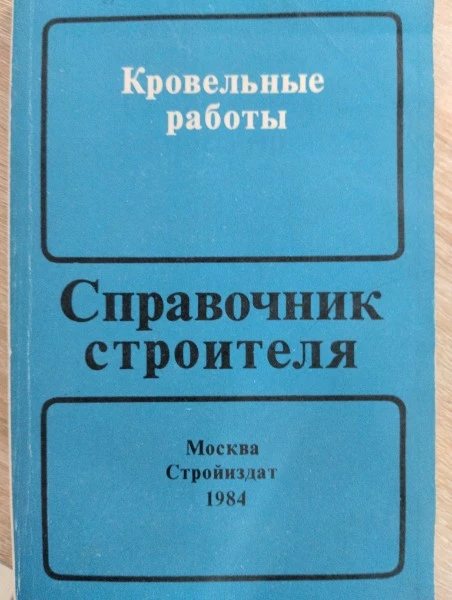 Кровельные
работы
Справочник
строителя
Москва
Стройиздат
1984